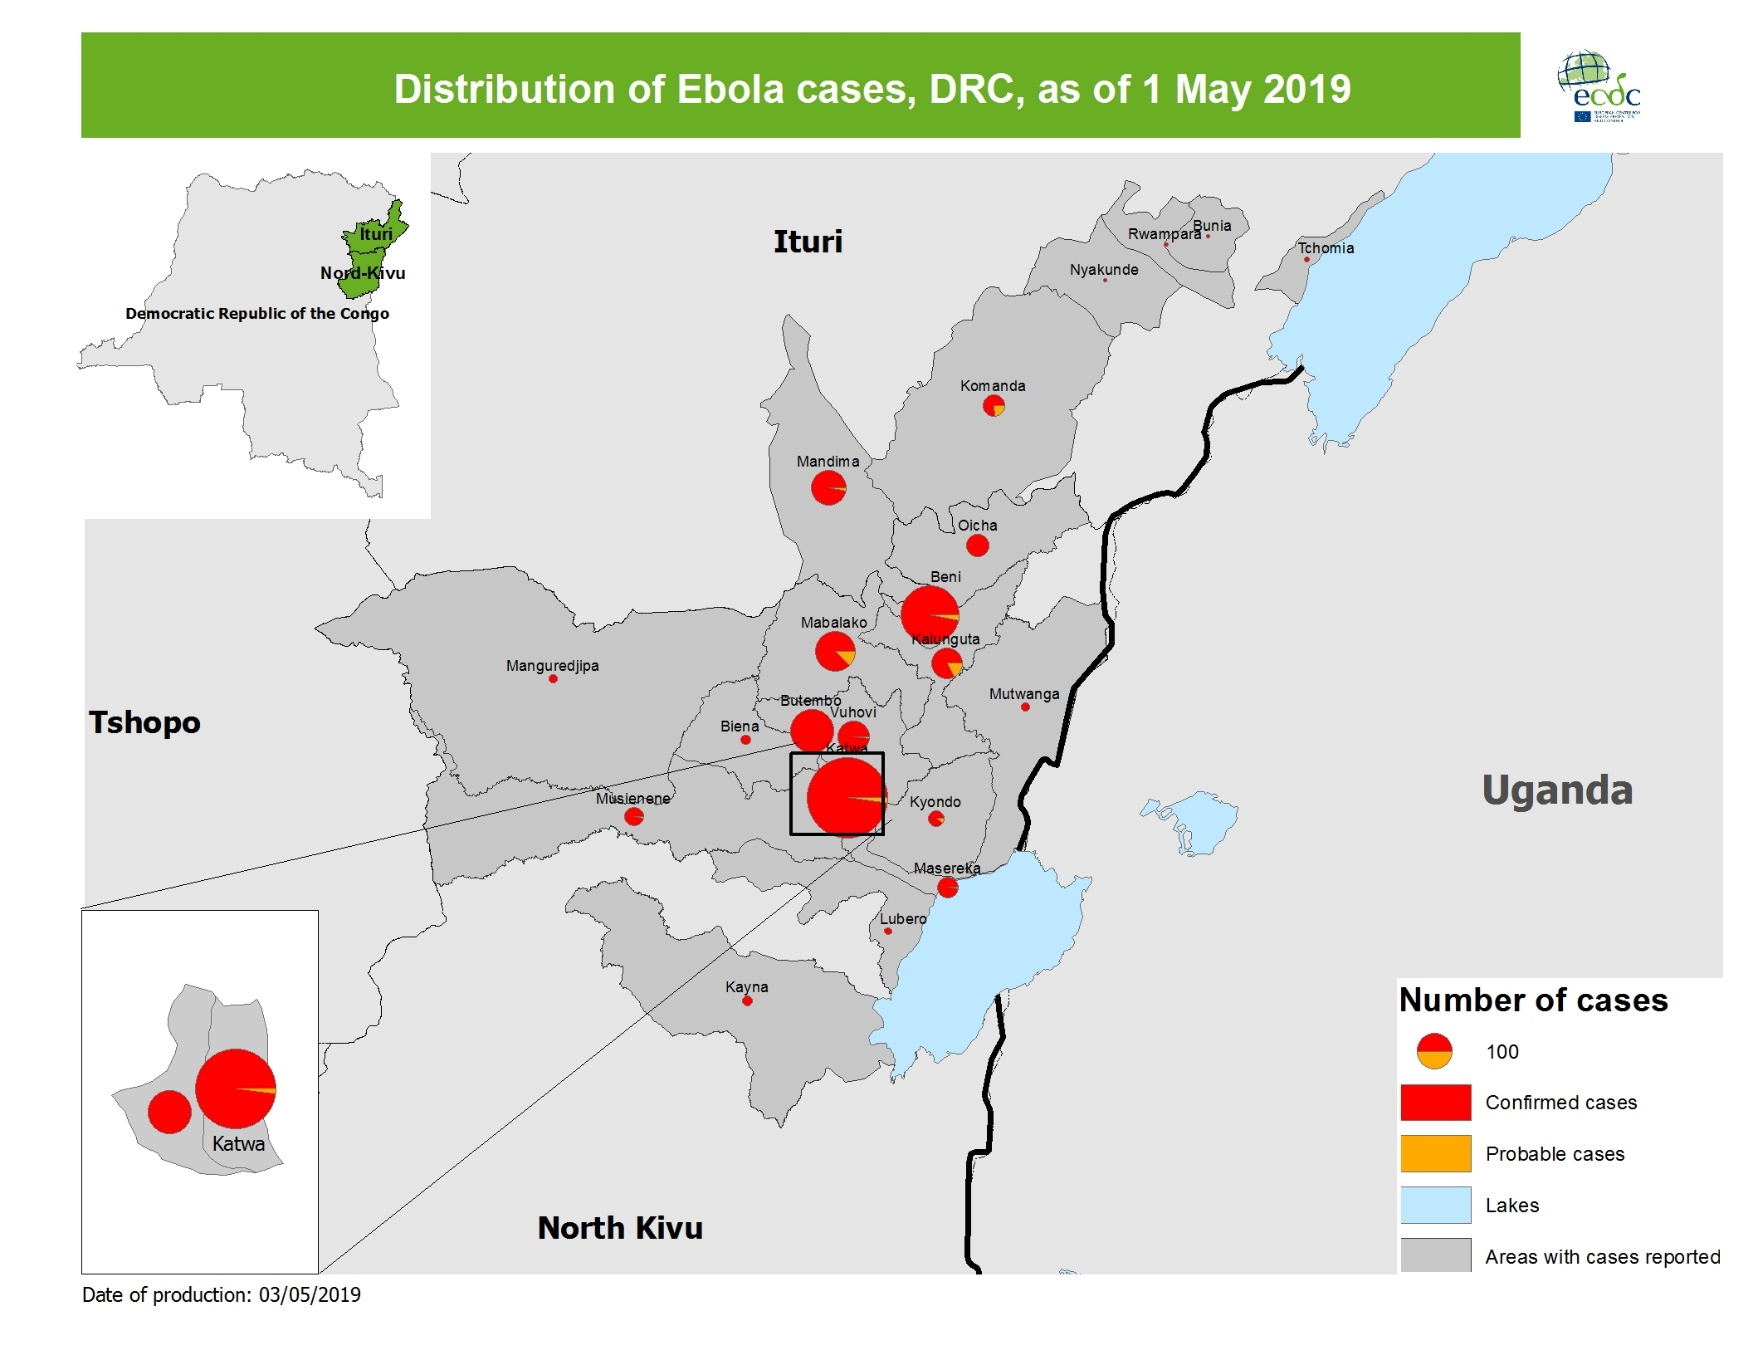 Distribution of Ebola cases, DRC, as of 1 May 2019
ecdc
Ituri
Nord-Kivu
Democratic Republic of the Congo
Ituri
Bunia
Rwampara
Tchomia
Nyakunde
Komanda
Mandima
Oicha
Beni
Mabalako
Kalunguta
Manguredjipa
Mutwanga
Butembo
Vuhovi
Biena
Katwa
Tshopo
Uganda
Musienene
Kyondo
Masereka
Lubero
Kayna
Katwa
North Kivu
Number of cases
100
Confirmed cases
Probable cases
Lakes
Areas with cases reported
Date of production: 03/05/2019